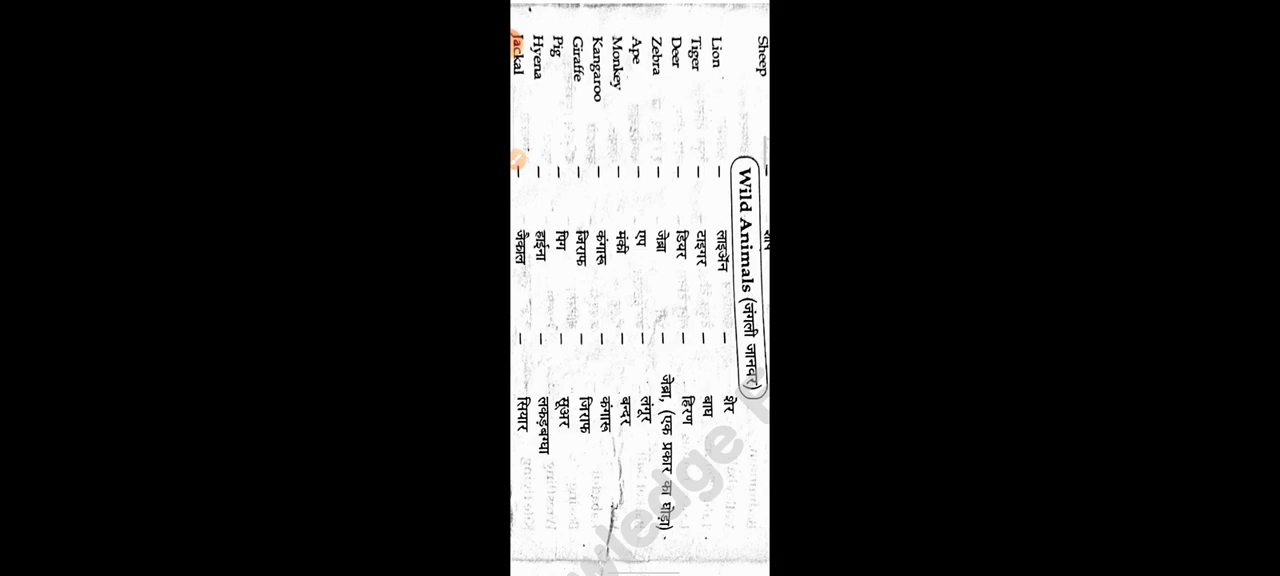 Sheep –
Wild Animals (जंगली जानवर)
Lion – लाइॲन – शेर
Tiger – टाइगर – बाघ
Deer – डियर – हिरण
Zebra – जेब्रा – जेब्रा, (एक प्रकार का घोड़ा)
Ape – एप – लंगूर
Monkey – मंकी – बन्दर
Kangaroo – कंगारू – कंगारू
Giraffe – जिराफ – जिराफ
Pig – पिग – सूअर
Hyena – हाईना – लकड़बग्घा
Jackal – जैकाल – सियार